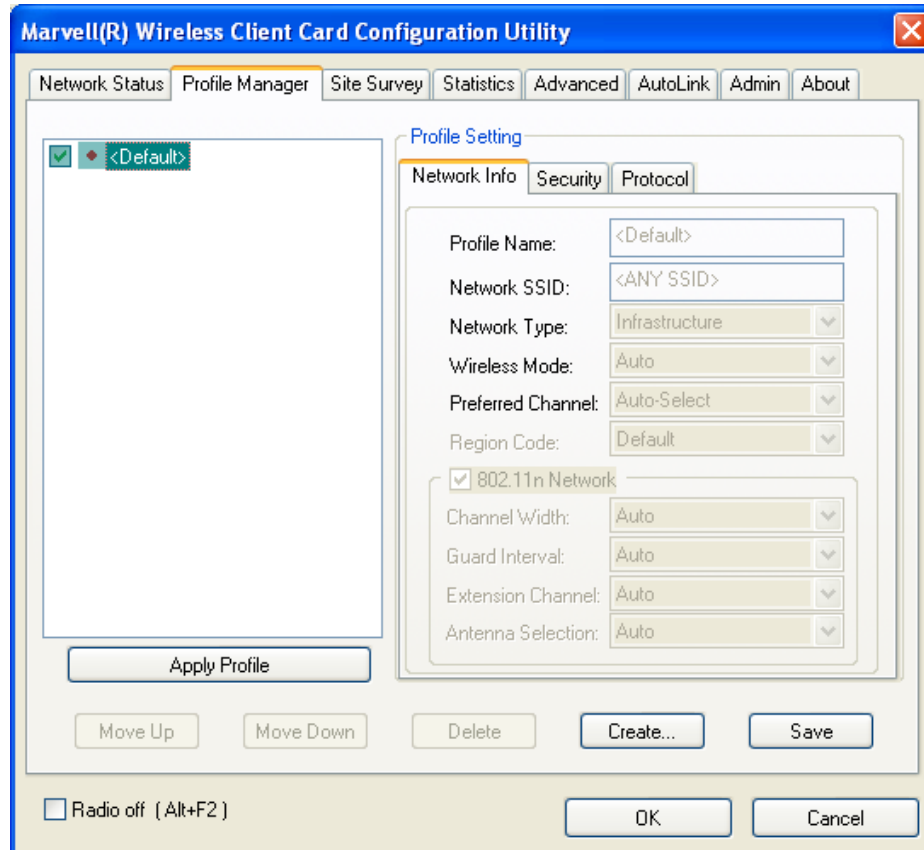 Marvell(R) Wireless Client Card Configuration Utility
Network Status Profile Manager Site Survey Statistics Advanced AutoLink Admin About
<Default>
Profile Setting
Network Info Security Protocol
Profile Name: <Default>
Network SSID: <ANY SSID>
Network Type: Infrastructure
Wireless Mode: Auto
Preferred Channel: Auto-Select
Region Code: Default
802.11n Network
Channel Width: Auto
Guard Interval: Auto
Extension Channel: Auto
Antenna Selection: Auto
Apply Profile
Move Up Move Down Delete Create... Save
Radio off ( Alt+F2 )
OK Cancel